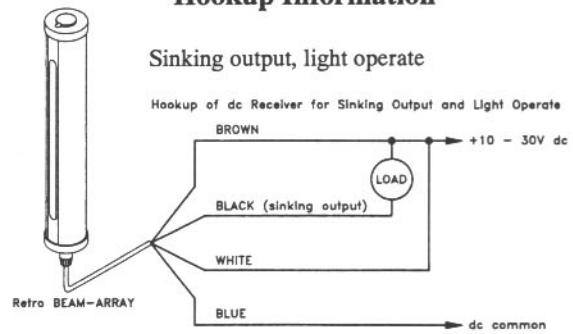 Hookup Information
Sinking output, light operate
Hookup of dc Receiver for Sinking Output and Light Operate
BROWN
+10 – 30V dc
LOAD
BLACK (sinking output)
WHITE
Retro BEAM–ARRAY
BLUE
dc common